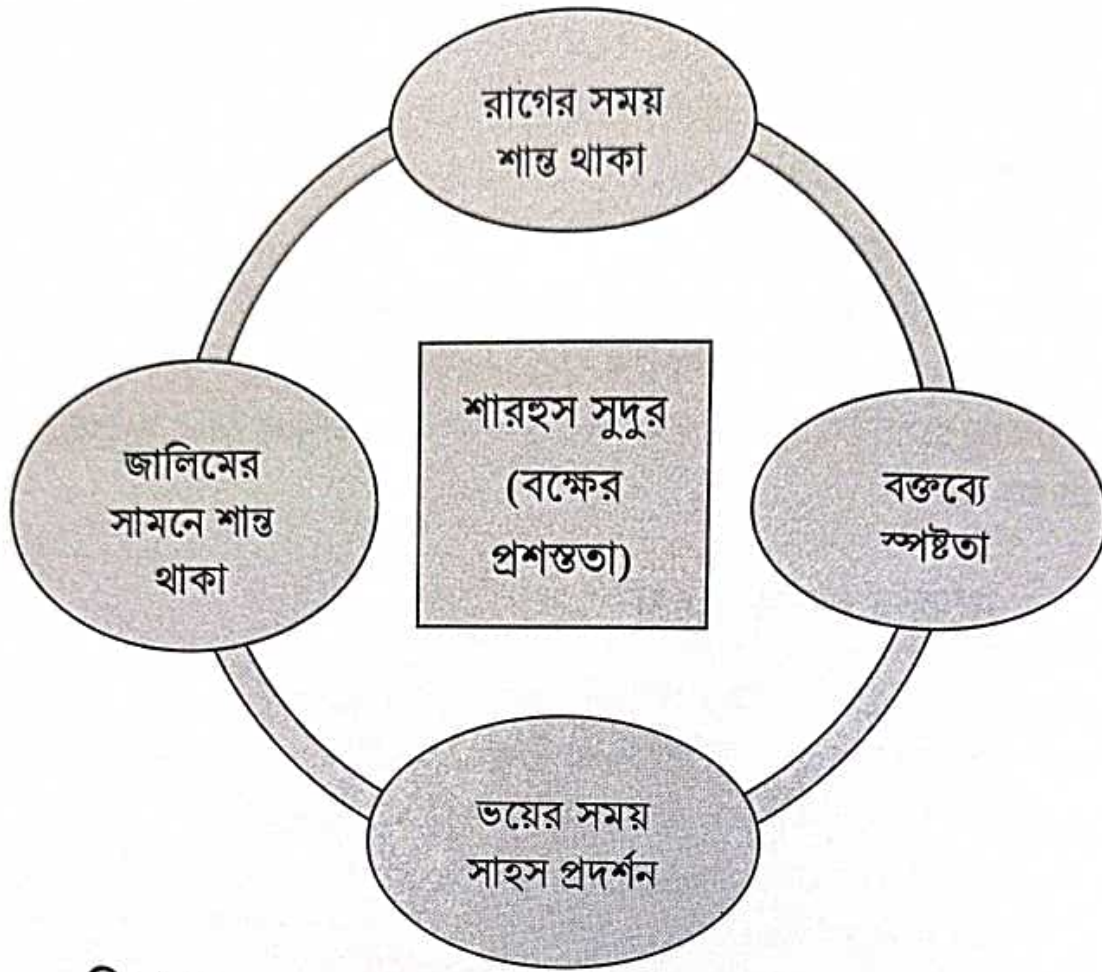 রাগের সময়
শান্ত থাকা
জালিমের
সামনে শান্ত
থাকা
শারহুস সুদুর
(বক্ষের
প্রশস্ততা)
বক্তব্যে
স্পষ্টতা
ভয়ের সময়
সাহস প্রদর্শন